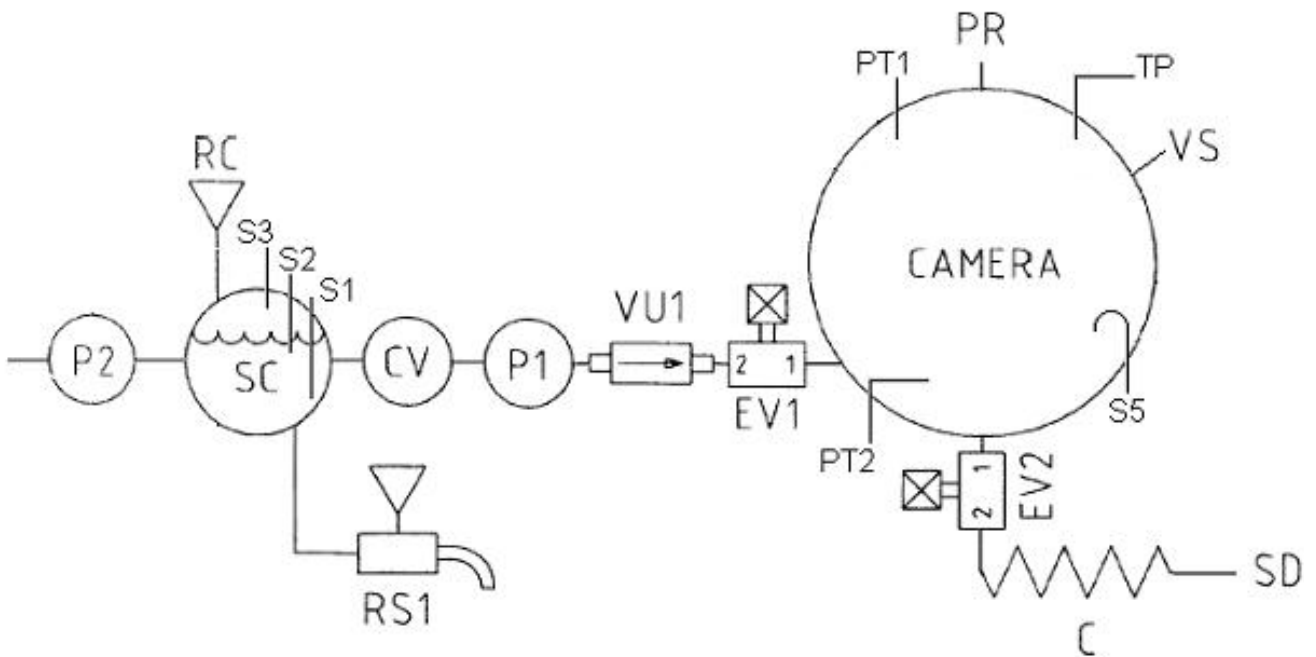 PR
PT1
TP
RC
VS
S3
S2
S1
CAMERA
VU1
P2
SC
CV
P1
2 1
EV1
S5
PT2
1
2
EV2
SD
RS1
C